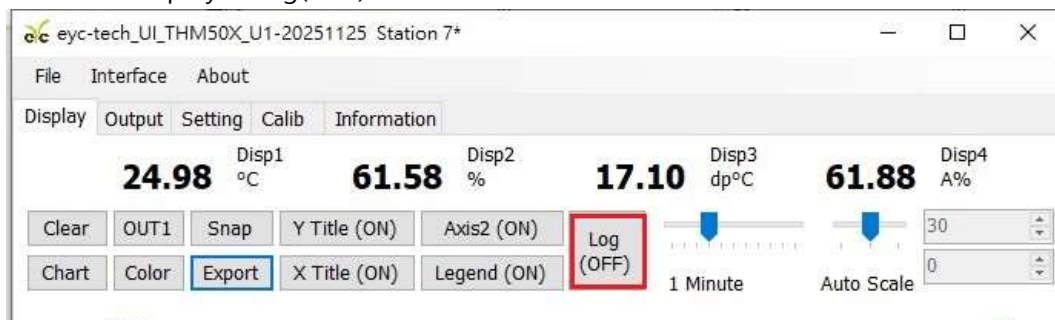 eyc-tech_UI_THM50X_U1-20251125 Station 7*
File Interface About
Display Output Setting Calib Information
24.98 Disp1 °C 61.58 Disp2 % 17.10 Disp3 dp°C 61.88 Disp4 A%
Clear OUT1 Snap Y Title (ON) Axis2 (ON) Log (OFF) 30
Chart Color Export X Title (ON) Legend (ON) 1 Minute Auto Scale 0